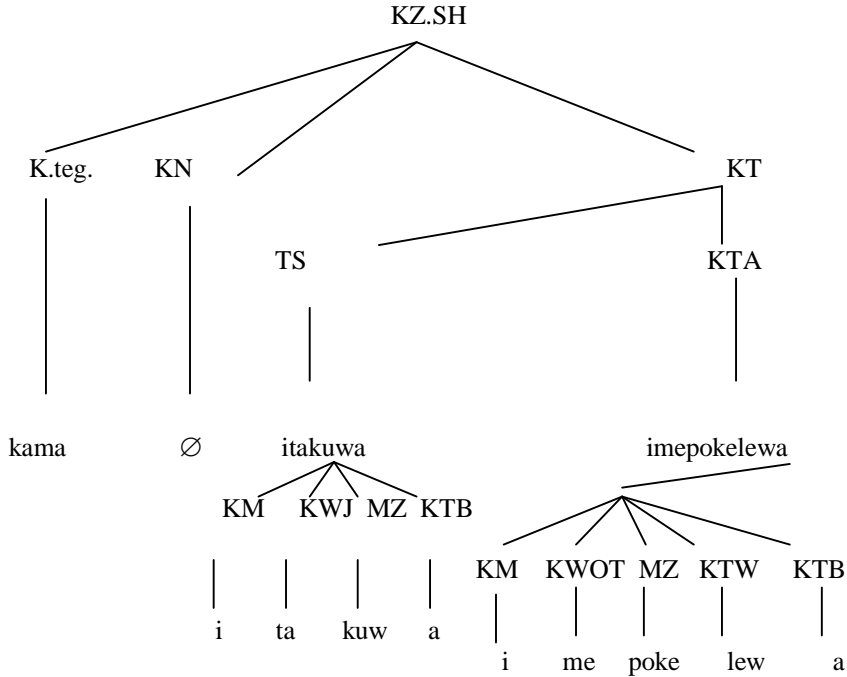 KZ.SH
K.teg. KN KT
TS KTA
kama ∅ itakuwa imepokelewa
KM KWJ MZ KTB
KM KWOT MZ KTW KTB
i ta kuw a
i me poke lew a